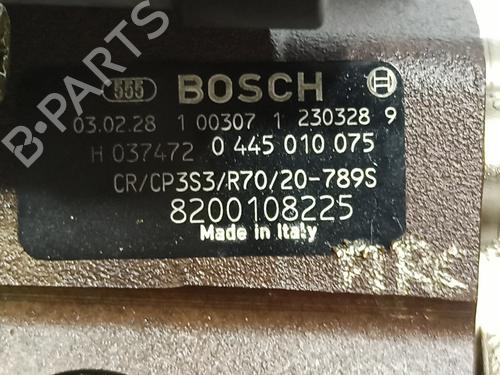 555 BOSCH
03.02.28 1 00307 1 230328 9
H 037472 0 445 010 075
CR/CP3S3/R70/20-789S
8200108225
Made in Italy
B-PARTS